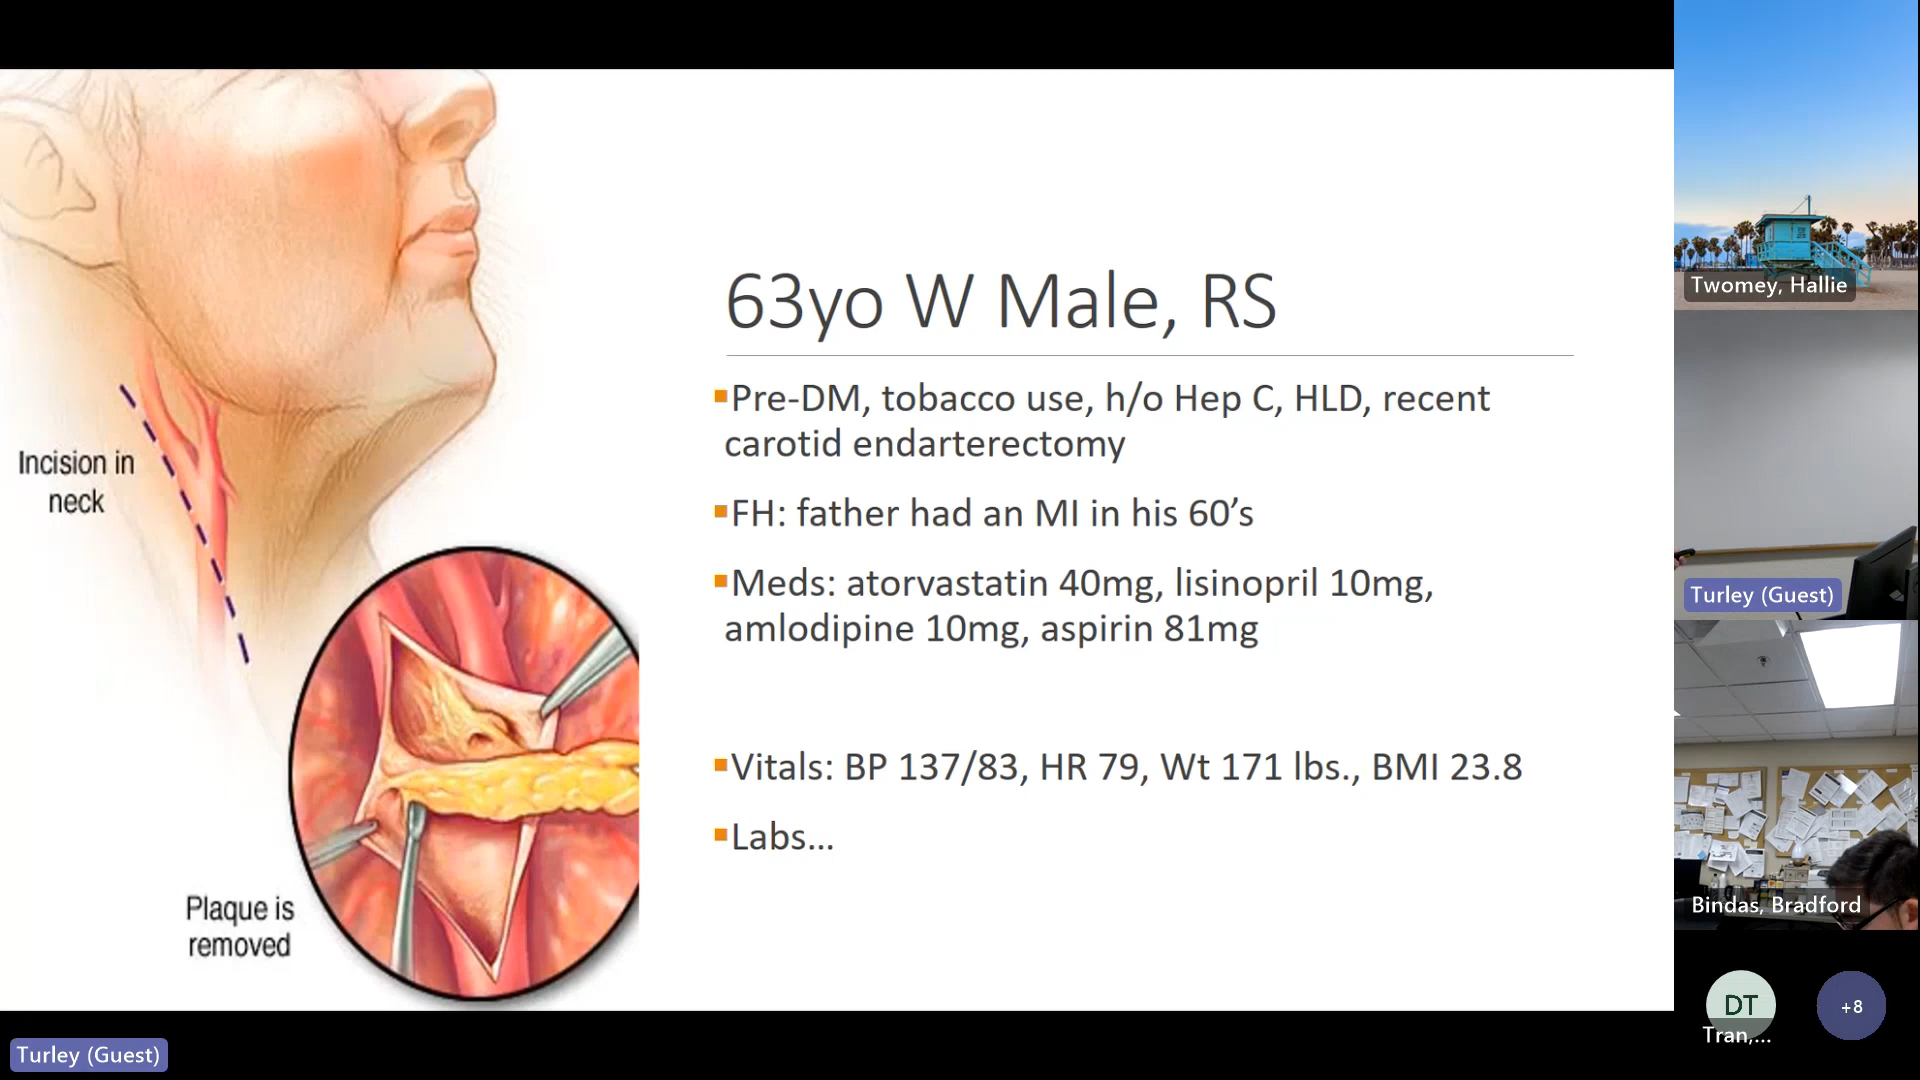 Incision in
neck
Plaque is
removed
63yo W Male, RS
▪Pre-DM, tobacco use, h/o Hep C, HLD, recent
carotid endarterectomy
▪FH: father had an MI in his 60’s
▪Meds: atorvastatin 40mg, lisinopril 10mg,
amlodipine 10mg, aspirin 81mg
▪Vitals: BP 137/83, HR 79, Wt 171 lbs., BMI 23.8
▪Labs…
Twomey, Hallie
Turley (Guest)
Bindas, Bradford
DT
Tran,...
+8
Turley (Guest)